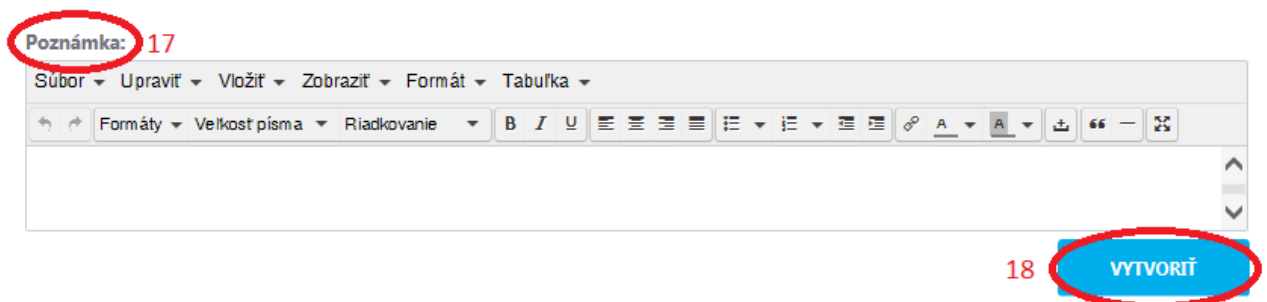 Poznámka: 17
Súbor Upraviť Vložiť Zobraziť Formát Tabuľka
Formáty Veľkosť písma Riadkovanie B I U A A
18 VYTVORIŤ